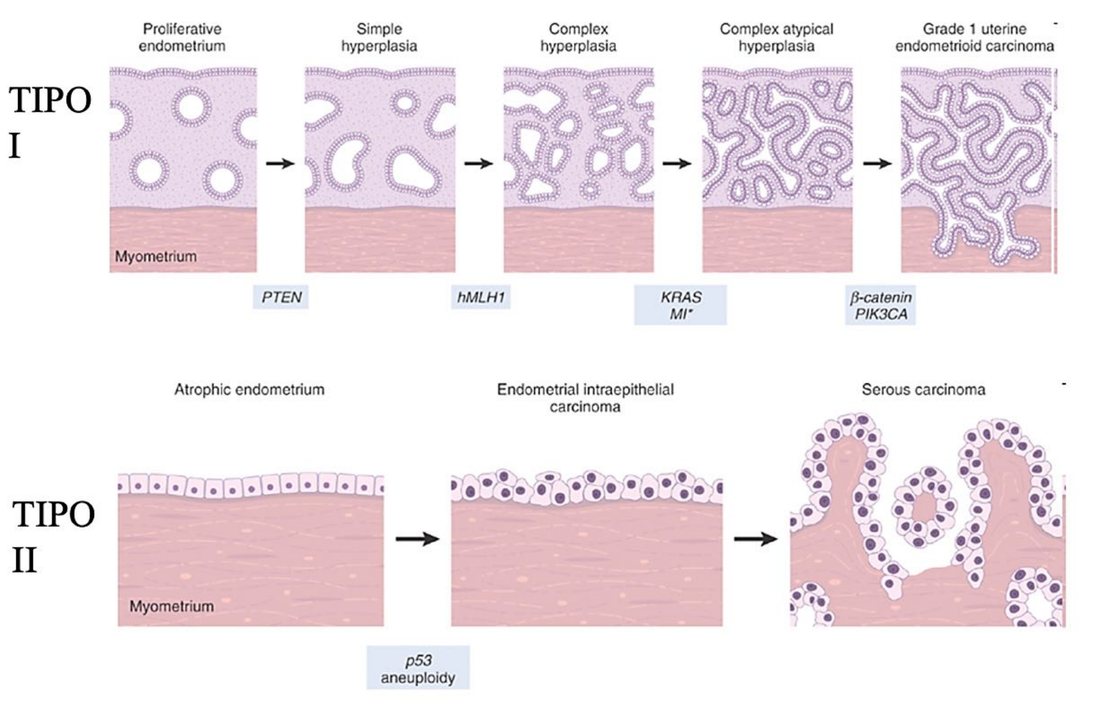 Proliferative
endometrium
Simple
hyperplasia
Complex
hyperplasia
Complex atypical
hyperplasia
Grade 1 uterine
endometrioid carcinoma
TIPO
I
Myometrium
PTEN
hMLH1
KRAS
MI*
β-catenin
PIK3CA
Atrophic endometrium
Endometrial intraepithelial
carcinoma
Serous carcinoma
TIPO
II
Myometrium
p53
aneuploidy